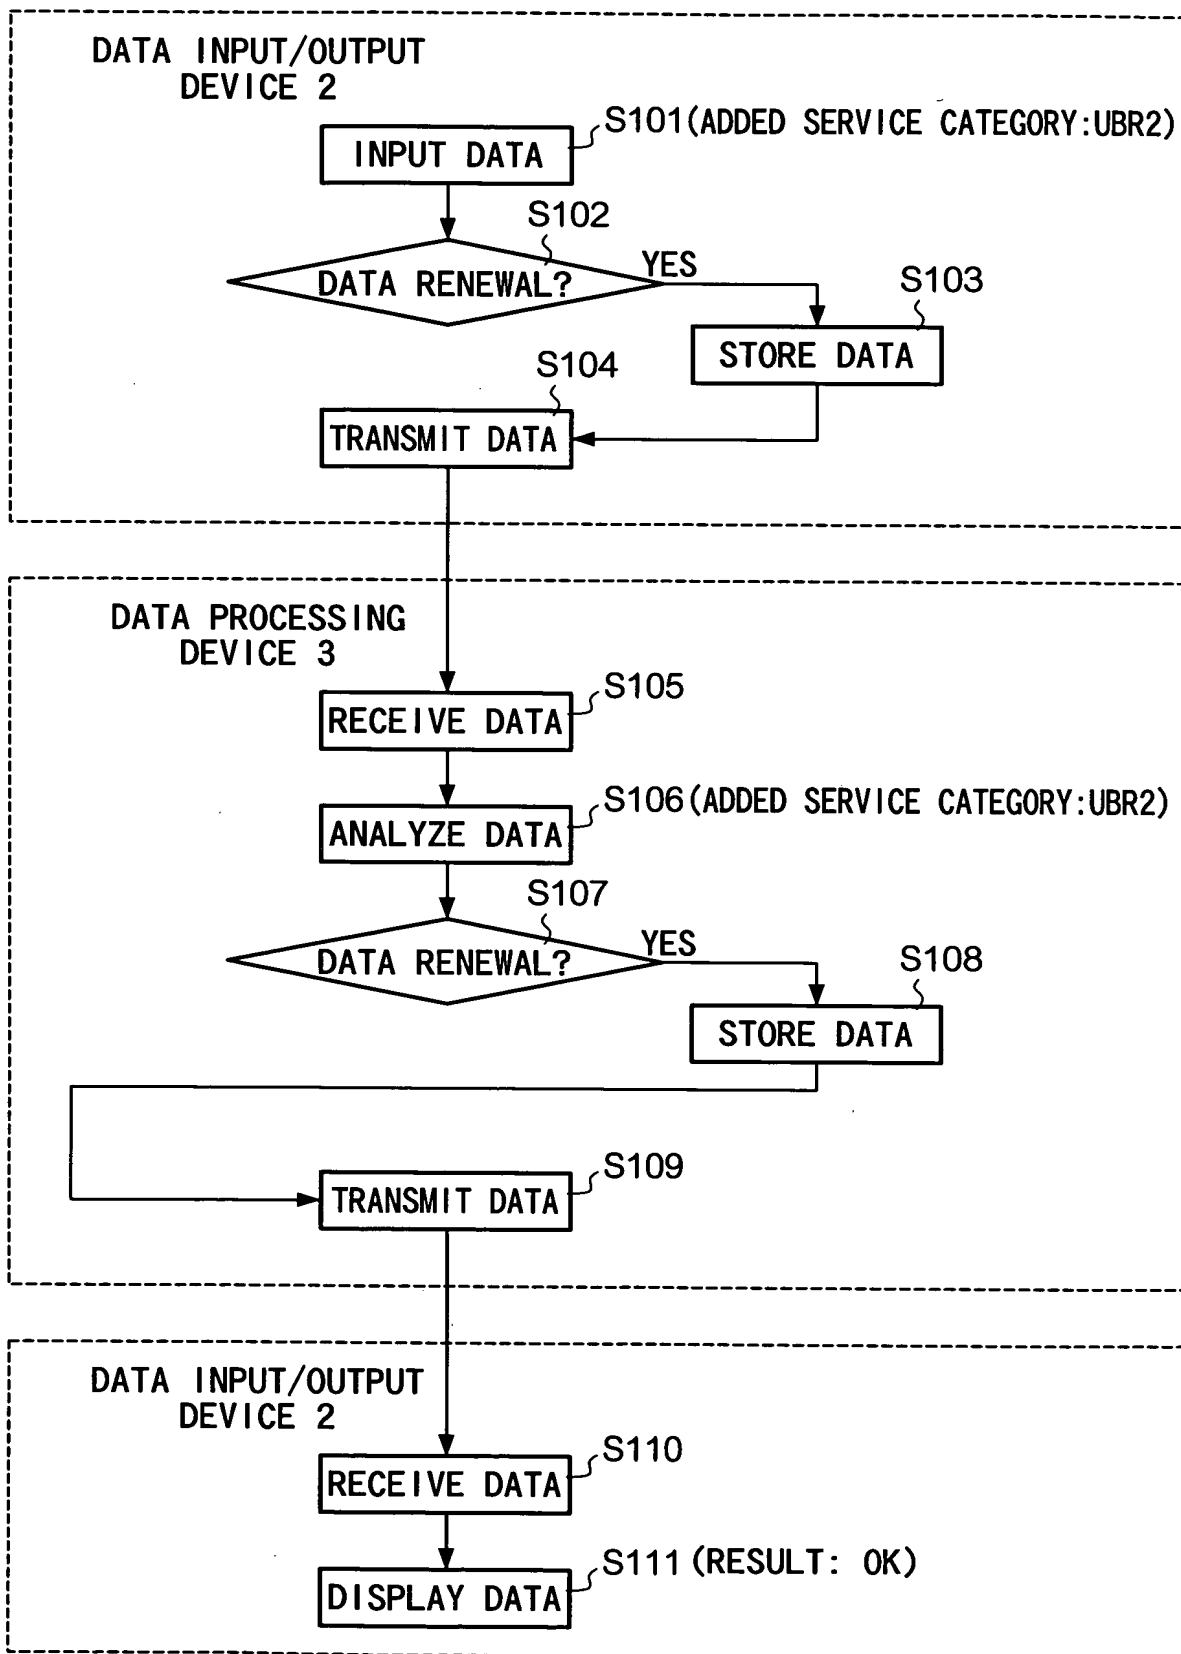 DATA INPUT/OUTPUT
DEVICE 2
S101(ADDED SERVICE CATEGORY:UBR2)
INPUT DATA
S102
DATA RENEWAL?
YES
S103
STORE DATA
S104
TRANSMIT DATA
DATA PROCESSING
DEVICE 3
S105
RECEIVE DATA
S106(ADDED SERVICE CATEGORY:UBR2)
ANALYZE DATA
S107
DATA RENEWAL?
YES
S108
STORE DATA
S109
TRANSMIT DATA
DATA INPUT/OUTPUT
DEVICE 2
S110
RECEIVE DATA
S111(RESULT: OK)
DISPLAY DATA